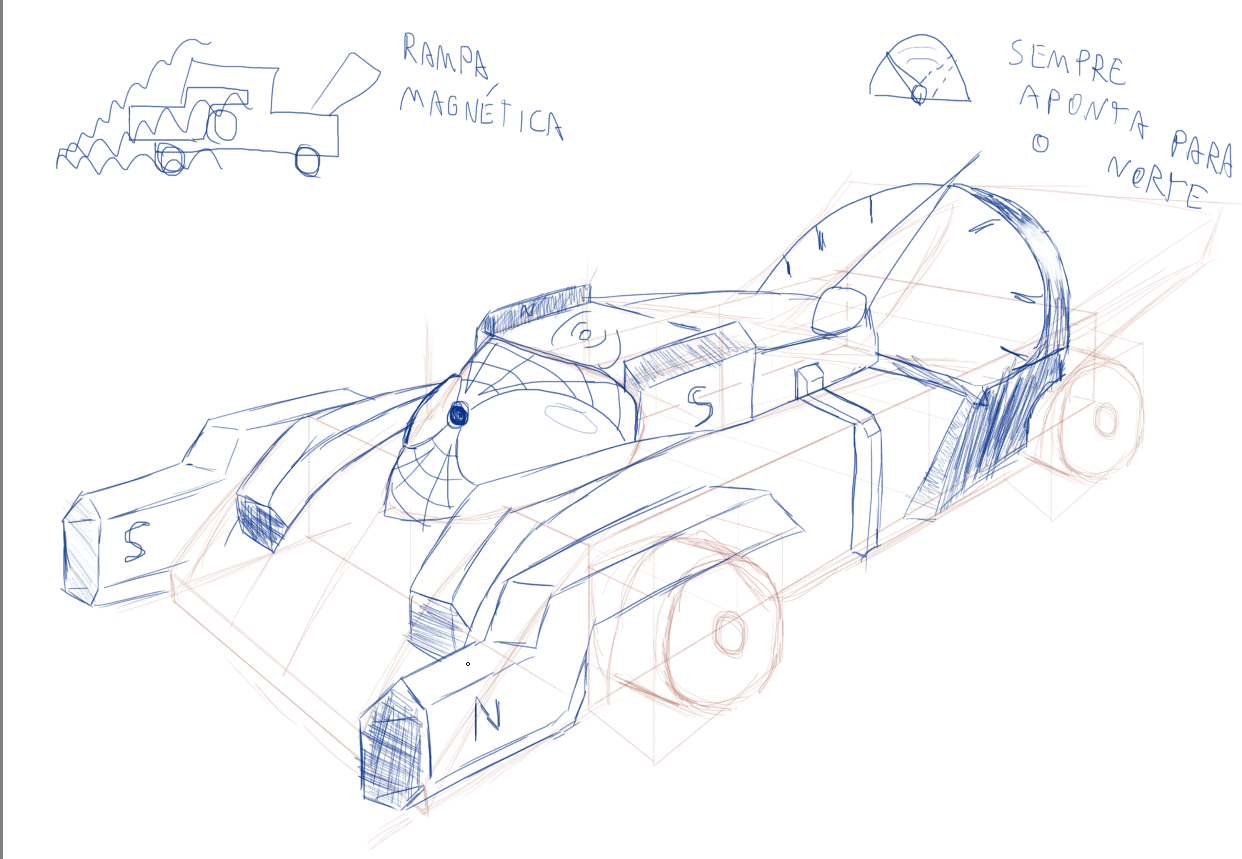 RAMPA
MAGNÉTICA
SEMPRE
APONTA PARA
O NORTE
N
S
S
N